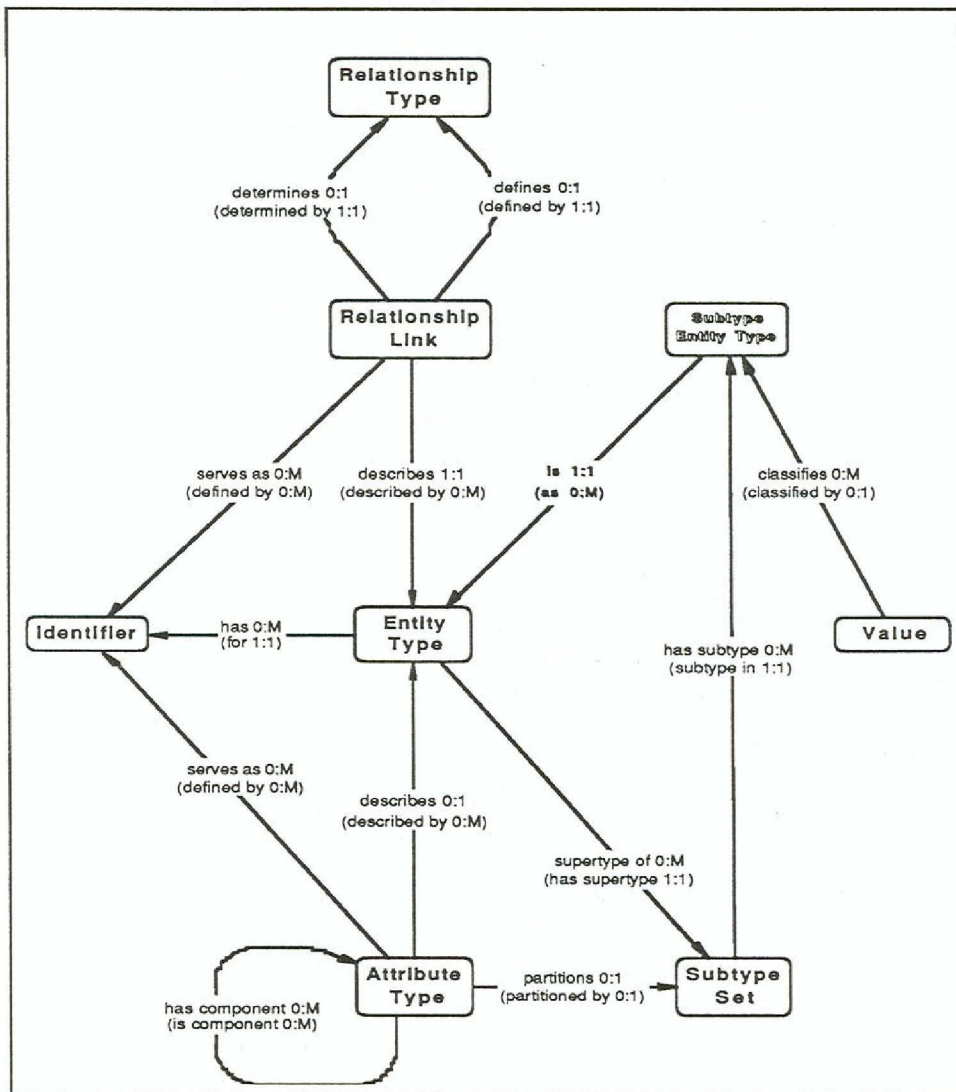 Relationship
Type
determines 0:1
(determined by 1:1)
defines 0:1
(defined by 1:1)
Relationship
Link
Subtype
Entity Type
serves as 0:M
(defined by 0:M)
describes 1:1
(described by 0:M)
is 1:1
(as 0:M)
classifies 0:M
(classified by 0:1)
Identifier
has 0:M
(for 1:1)
Entity
Type
Value
has subtype 0:M
(subtype in 1:1)
serves as 0:M
(defined by 0:M)
describes 0:1
(described by 0:M)
supertype of 0:M
(has supertype 1:1)
has component 0:M
(is component 0:M)
Attribute
Type
partitions 0:1
(partitioned by 0:1)
Subtype
Set